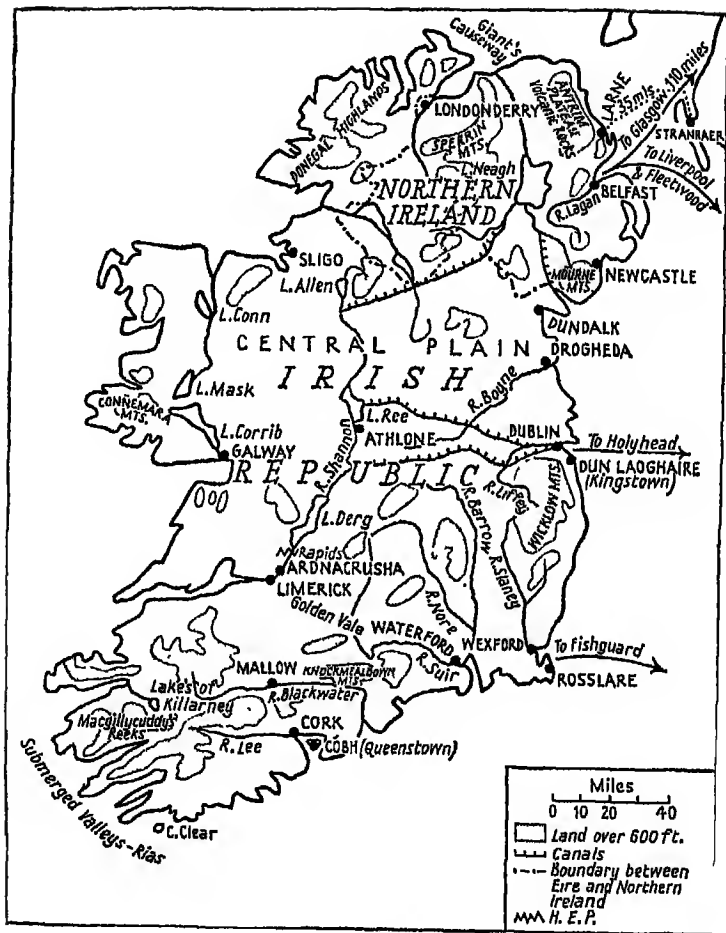 Giant's
Causeway
DONEGAL HIGHLANDS
LONDONDERRY
SPERRIN
MTS.
ANTRIM
PLATEAU
Volcanic Rocks
LARNE
35 mls.
To Glasgow 110 miles
STRANRAER
To Liverpool
& Fleetwood
L. Neagh
NORTHERN
IRELAND
R. Lagan
BELFAST
SLIGO
L. Allen
MOURNE
MTS.
NEWCASTLE
L. Conn
DUNDALK
CENTRAL PLAIN
DROGHEDA
IRISH
L. Mask
R. Boyne
CONNEMARA
MTS.
L. Ree
L. Corrib
ATHLONE
DUBLIN
To Holyhead
GALWAY
R. Shannon
DUN LAOGHAIRE
(Kingstown)
REPUBLIC
R. Liffey
WICKLOW MTS.
L. Derg
R. Barrow
R. Slaney
Rapids
ARDNACRUSHA
LIMERICK
Golden Vale
R. Nore
WATERFORD
WEXFORD
To Fishguard
R. Suir
ROSSLARE
MALLOW
KNOCKMEALDOWN
MTS.
Lakes of
Killarney
R. Blackwater
Macgillycuddy's
Reeks
CORK
R. Lee
COBH (Queenstown)
Submerged Valleys-Rias
C. Clear
Miles
0 10 20 40
Land over 600 ft.
Canals
Boundary between
Eire and Northern
Ireland
H. E. P.